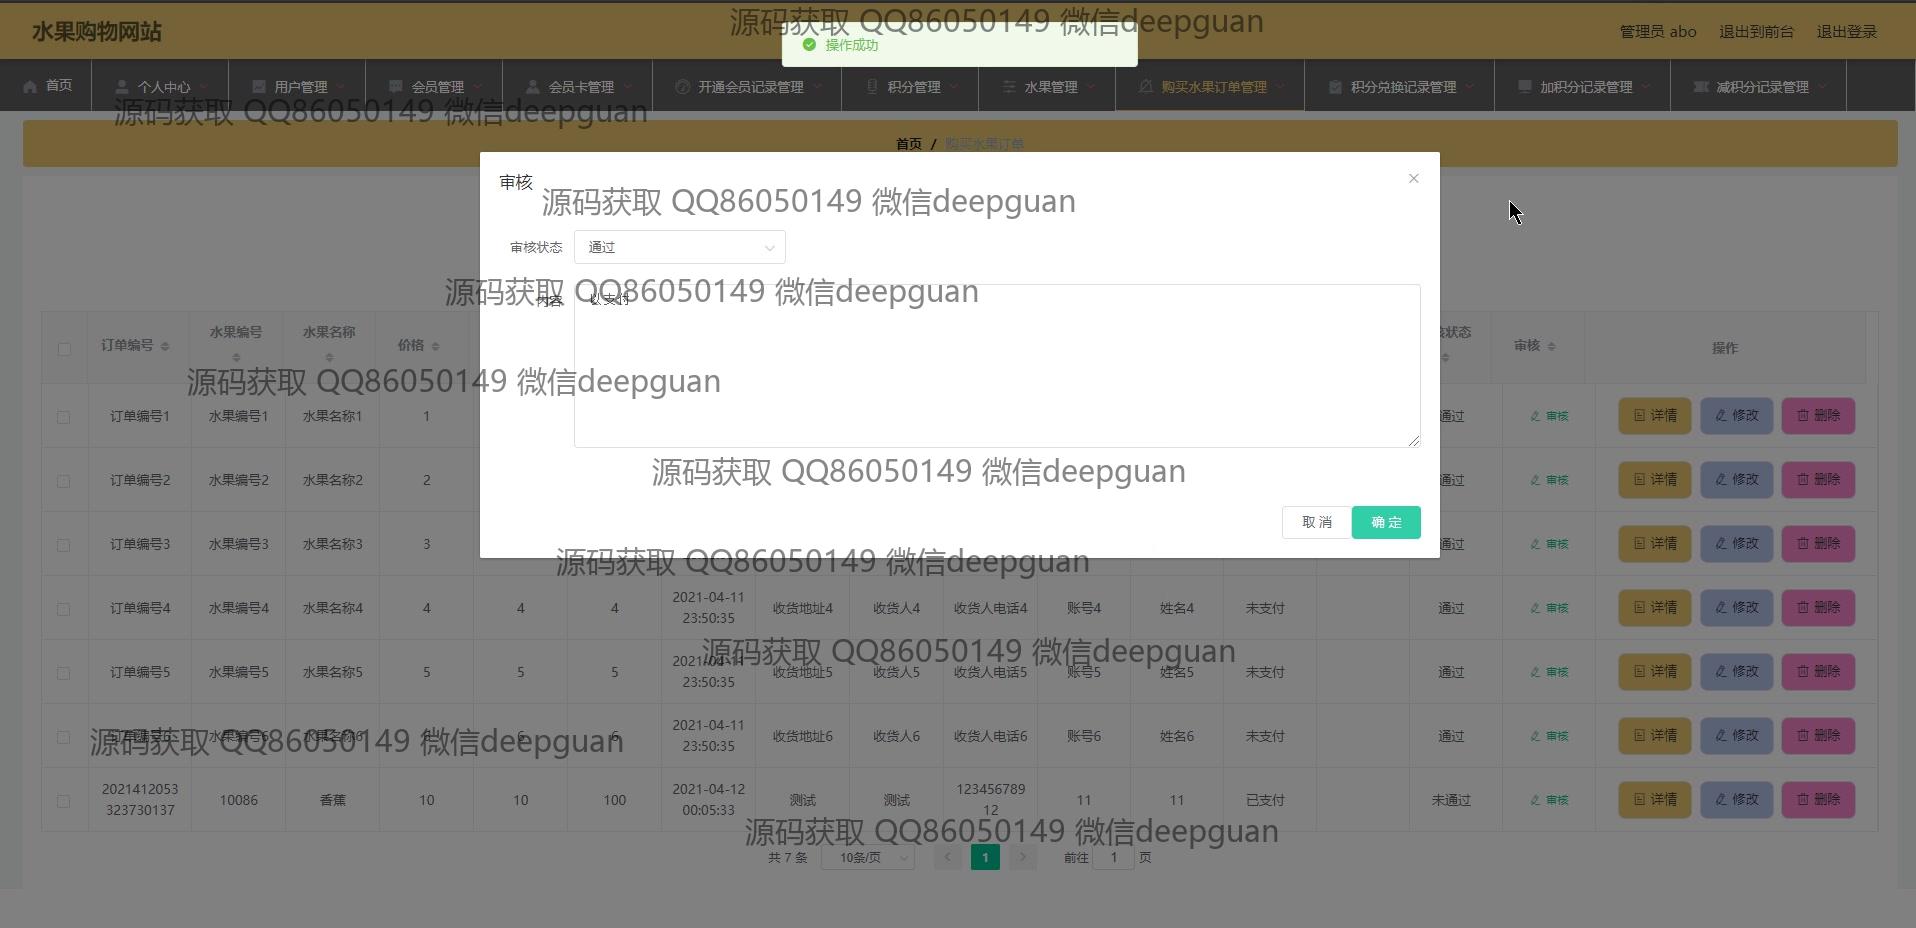 水果购物网站
源码获取 QQ86050149 微信deepguan
操作成功
管理员 abo 退出到前台 退出登录
首页 个人中心 用户管理 会员管理 会员卡管理 开通会员记录管理 积分管理 水果管理 购买水果订单管理 积分兑换记录管理 加积分记录管理 减积分记录管理
源码获取 QQ86050149 微信deepguan
首页 / 购买水果订单
审核
源码获取 QQ86050149 微信deepguan
审核状态 通过
源码获取 QQ86050149 微信deepguan
内容 以支付
订单编号 水果编号 水果名称 价格 状态 审核 操作
源码获取 QQ86050149 微信deepguan
订单编号1 水果编号1 水果名称1 1 通过 审核 详情 修改 删除
源码获取 QQ86050149 微信deepguan
订单编号2 水果编号2 水果名称2 2 通过 审核 详情 修改 删除
取消 确定
订单编号3 水果编号3 水果名称3 3 通过 审核 详情 修改 删除
源码获取 QQ86050149 微信deepguan
订单编号4 水果编号4 水果名称4 4 4 4 2021-04-11 23:50:35 收货地址4 收货人4 收货人电话4 账号4 姓名4 未支付 通过 审核 详情 修改 删除
源码获取 QQ86050149 微信deepguan
订单编号5 水果编号5 水果名称5 5 5 5 2021-04-11 23:50:35 收货地址5 收货人5 收货人电话5 账号5 姓名5 未支付 通过 审核 详情 修改 删除
源码获取 QQ86050149 微信deepguan
订单编号6 水果编号6 水果名称6 6 6 6 2021-04-11 23:50:35 收货地址6 收货人6 收货人电话6 账号6 姓名6 未支付 通过 审核 详情 修改 删除
2021412053323730137 10086 香蕉 10 10 100 2021-04-12 00:05:33 测试 测试 12345678912 11 11 已支付 未通过 审核 详情 修改 删除
源码获取 QQ86050149 微信deepguan
共 7 条 10条/页 1 前往 1 页